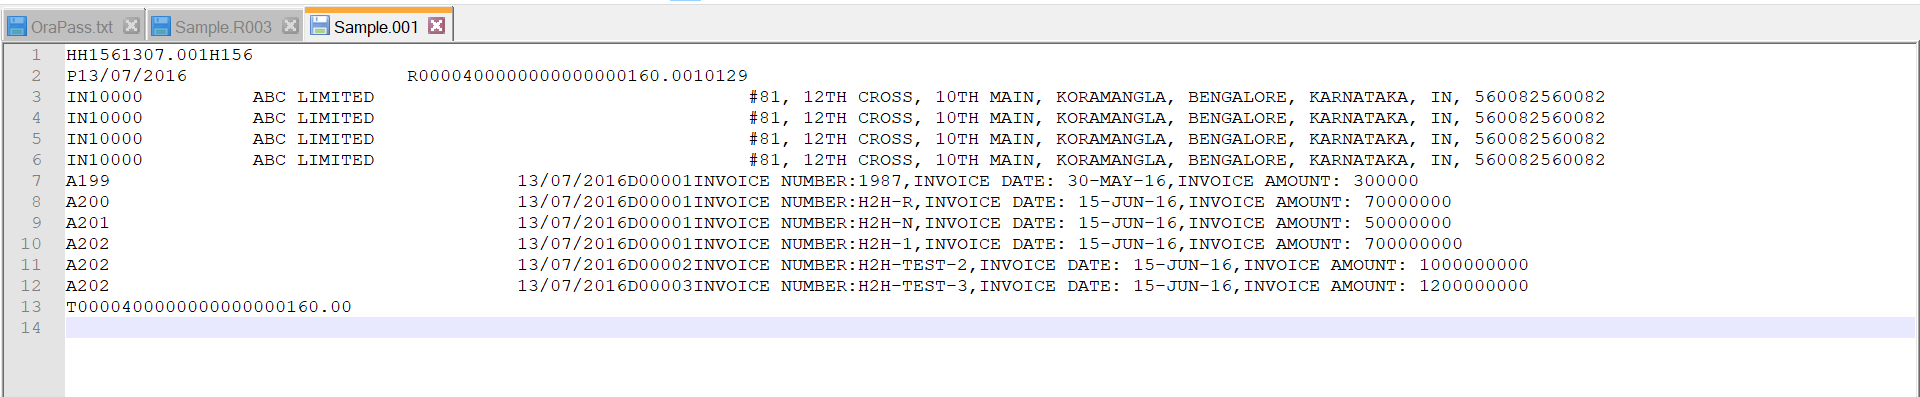 OraPass.txt Sample.R003 Sample.001
1 HH1561307.001H156
2 P13/07/2016 R0000400000000000000160.0010129
3 IN10000 ABC LIMITED #81, 12TH CROSS, 10TH MAIN, KORAMANGLA, BENGALORE, KARNATAKA, IN, 560082560082
4 IN10000 ABC LIMITED #81, 12TH CROSS, 10TH MAIN, KORAMANGLA, BENGALORE, KARNATAKA, IN, 560082560082
5 IN10000 ABC LIMITED #81, 12TH CROSS, 10TH MAIN, KORAMANGLA, BENGALORE, KARNATAKA, IN, 560082560082
6 IN10000 ABC LIMITED #81, 12TH CROSS, 10TH MAIN, KORAMANGLA, BENGALORE, KARNATAKA, IN, 560082560082
7 A199 13/07/2016D00001INVOICE NUMBER:1987,INVOICE DATE: 30-MAY-16,INVOICE AMOUNT: 300000
8 A200 13/07/2016D00001INVOICE NUMBER:H2H-R,INVOICE DATE: 15-JUN-16,INVOICE AMOUNT: 70000000
9 A201 13/07/2016D00001INVOICE NUMBER:H2H-N,INVOICE DATE: 15-JUN-16,INVOICE AMOUNT: 50000000
10 A202 13/07/2016D00001INVOICE NUMBER:H2H-1,INVOICE DATE: 15-JUN-16,INVOICE AMOUNT: 700000000
11 A202 13/07/2016D00002INVOICE NUMBER:H2H-TEST-2,INVOICE DATE: 15-JUN-16,INVOICE AMOUNT: 1000000000
12 A202 13/07/2016D00003INVOICE NUMBER:H2H-TEST-3,INVOICE DATE: 15-JUN-16,INVOICE AMOUNT: 1200000000
13 T0000400000000000000160.00
14